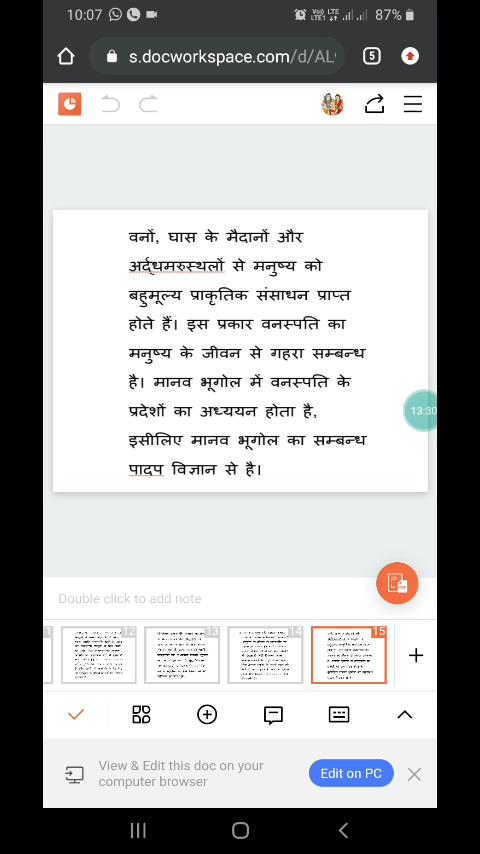 10:07
Vo) LTE
LTE1
87%
s.docworkspace.com/d/AL
5
वनों, घास के मैदानों और
अर्द्धमरुस्थलों से मनुष्य को
बहुमूल्य प्राकृतिक संसाधन प्राप्त
होते हैं। इस प्रकार वनस्पति का
मनुष्य के जीवन से गहरा सम्बन्ध
है। मानव भूगोल में वनस्पति के
प्रदेशों का अध्ययन होता है,
इसीलिए मानव भूगोल का सम्बन्ध
पादप विज्ञान से है।
13:30
Double click to add note
12
13
14
15
View & Edit this doc on your
computer browser
Edit on PC